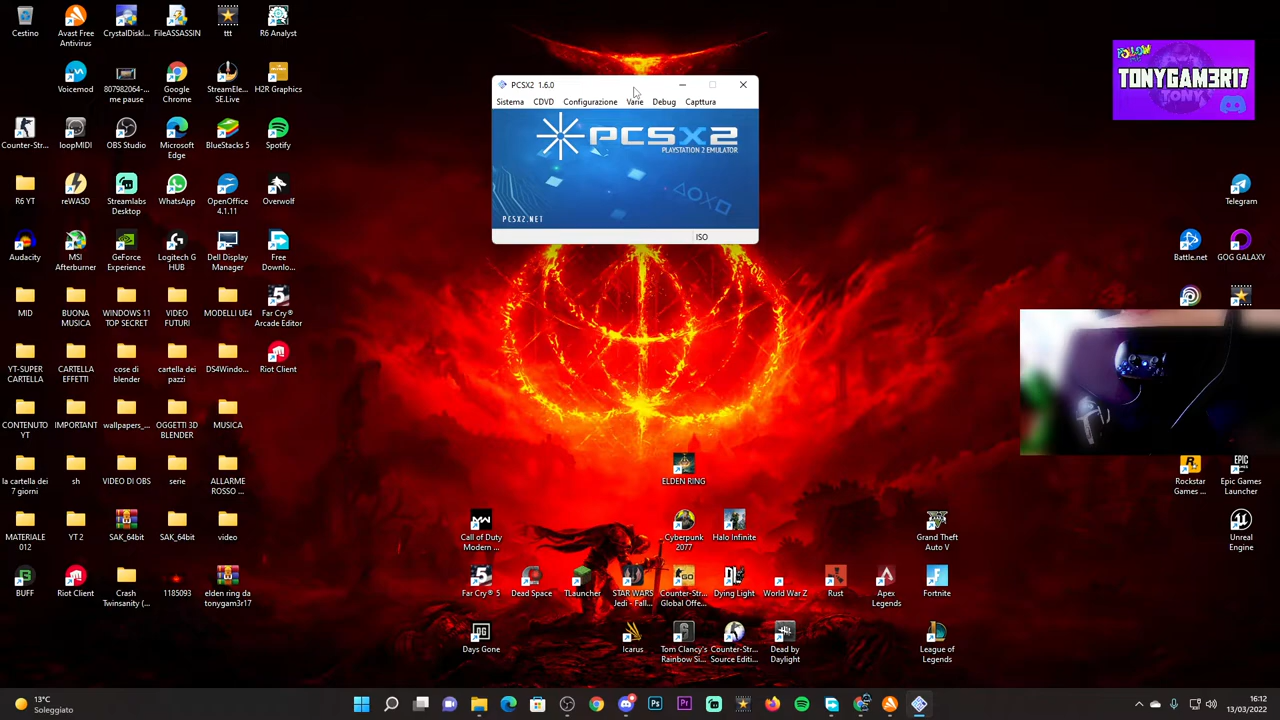 Cestino
Avast Free
Antivirus
CrystalDiskI...
FileASSASSIN
ttt
R6 Analyst
Voicemod
807982064-...
me pause
Google
Chrome
StreamEle...
SE.Live
H2R Graphics
Counter-Str...
loopMIDI
OBS Studio
Microsoft
Edge
BlueStacks 5
Spotify
R6 YT
reWASD
Streamlabs
Desktop
WhatsApp
OpenOffice
4.1.11
Overwolf
Audacity
MSI
Afterburner
GeForce
Experience
Logitech G
HUB
Dell Display
Manager
Free
Downlo...
MID
BUONA
MUSICA
WINDOWS 11
TOP SECRET
VIDEO
FUTURI
MODELLI UE4
Far Cry® 5
Arcade Editor
YT-SUPER
CARTELLA
CARTELLA
EFFETTI
cose di
blender
cartella dei
pazzi
DS4Windo...
Riot Client
CONTENUTO
YT
IMPORTANT
wallpapers_...
OGGETTI 3D
BLENDER
MUSICA
la cartella dei
7 giorni
sh
VIDEO DI OBS
serie
ALLARME
ROSSO ...
MATERIALE
012
YT 2
SAK_64bit
SAK_64bit
video
BUFF
Riot Client
Crash
Twinsanity (...
1185093
elden ring da
tonygam3r17
PCSX2 1.6.0
Sistema CDVD Configurazione Varie Debug Capttura
PCSX2
PLAYSTATION 2 EMULATOR
PCSX2.NET
ISO
FOLLOW
TONYGAM3R17
TONY
Telegram
Battle.net
GOG GALAXY
Rockstar
Games ...
Epic Games
Launcher
Unreal
Engine
ELDEN RING
Call of Duty
Modern ...
Cyberpunk
2077
Halo Infinite
Grand Theft
Auto V
Far Cry® 5
Dead Space
TLauncher
STAR WARS
Jedi - Fall...
Counter-Str...
Global Offe...
Dying Light
World War Z
Rust
Apex
Legends
Fortnite
Days Gone
Icarus
Tom Clancy's
Rainbow Si...
Counter-Str...
Source Editi...
Dead by
Daylight
League of
Legends
13°C
Soleggiato
16:12
13/03/2022